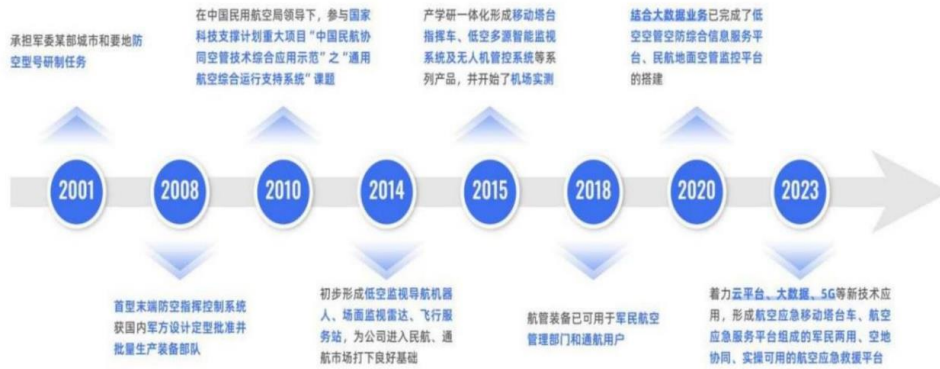 承担军委某部城市和要地防
空型号研制任务
在中国民用航空局领导下，参与国家
科技支撑计划重大项目“中国民航协
同空管技术综合应用示范”之“通用
航空综合运行支持系统”课题
产学研一体化形成移动塔台
指挥车、低空多源智能监视
系统及无人机管控系统等系
列产品，并开始了机场实测
结合大数据业务已完成了低
空空管空防综合信息服务平
台、民航地面空管监控平台
的搭建
2001
2008
2010
2014
2015
2018
2020
2023
首型末端防空指挥控制系统
获国内军方设计定型批准并
批量生产装备部队
初步形成低空监视导航机器
人、场面监视雷达、飞行服
务站，为公司进入民航、通
航市场打下良好基础
航管装备已可用于军民航空
管理部门和通航用户
着力云平台、大数据、5G等新技术应
用，形成航空应急移动塔台车、航空
应急服务平台组成的军民两用、空地
协同、实操可用的航空应急救援平台